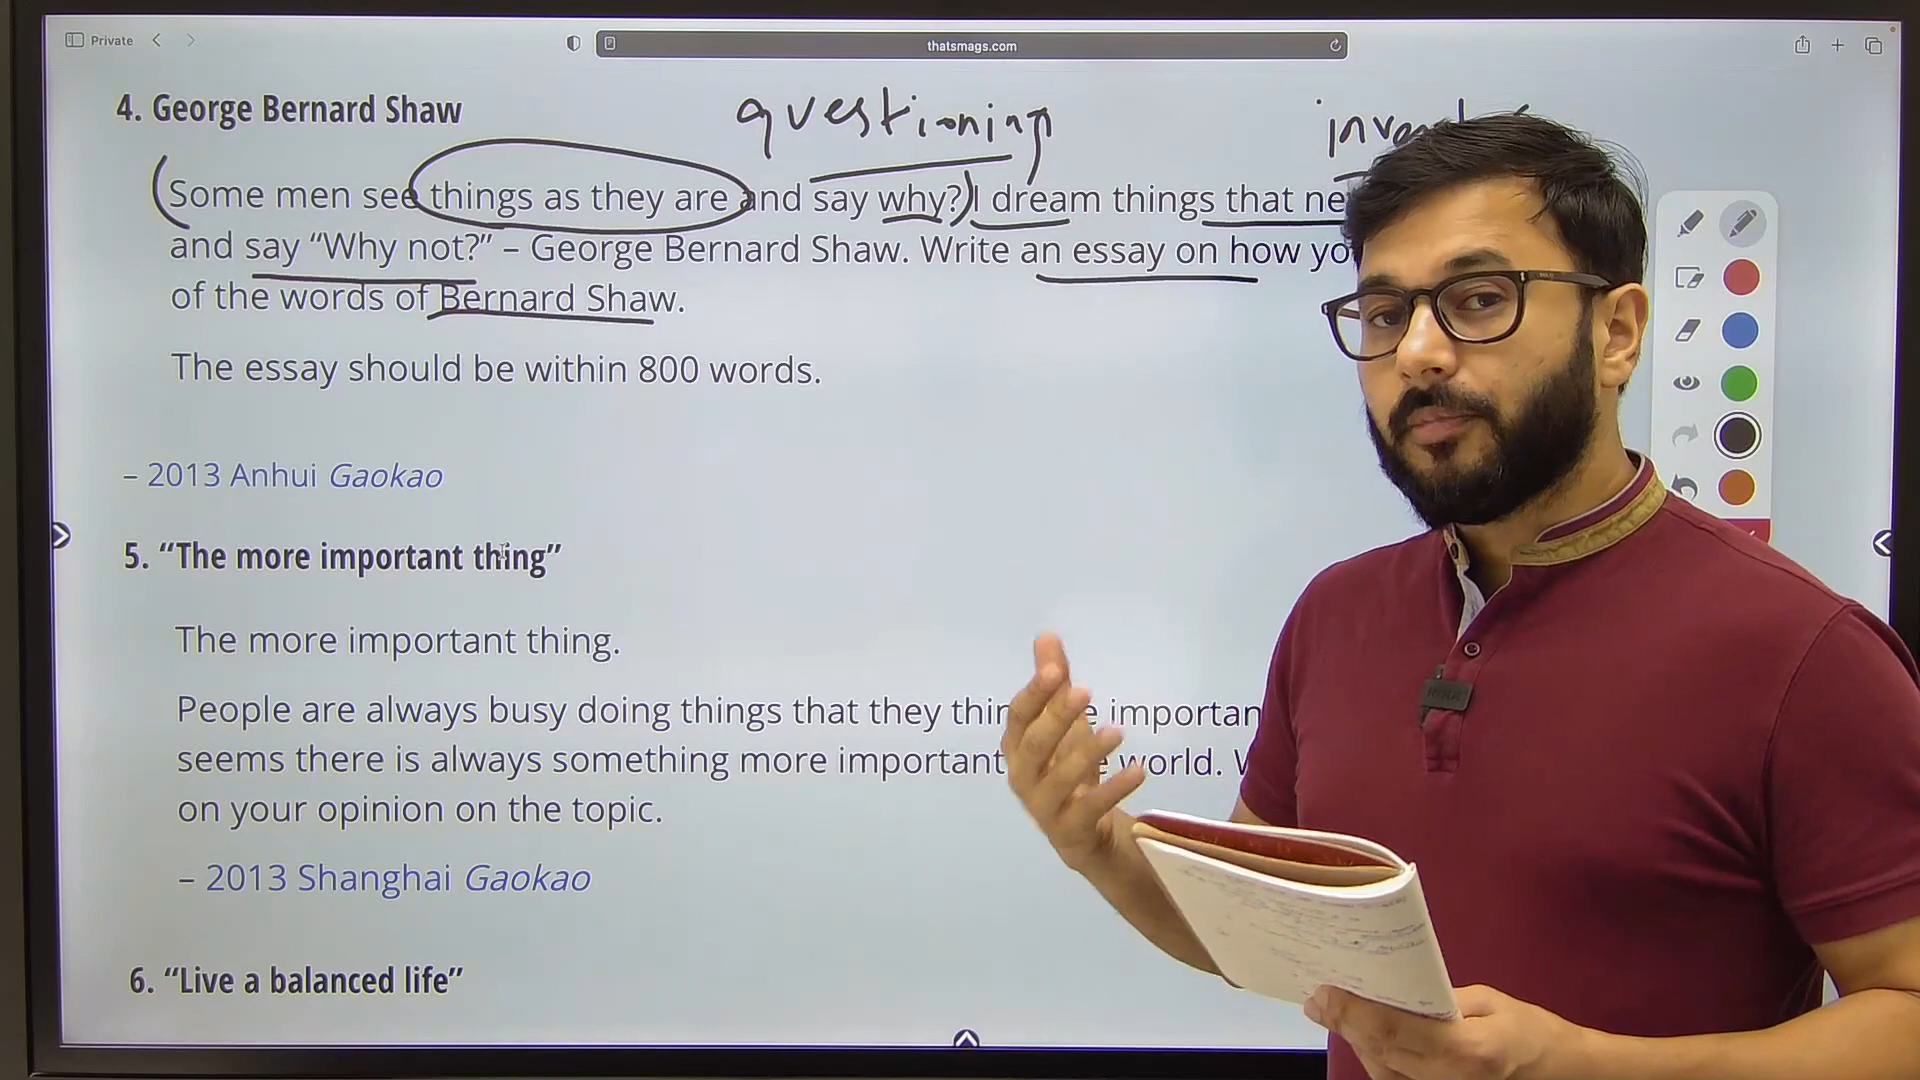 Private
thatsmags.com
4. George Bernard Shaw
questioning
Some men see things as they are and say why? I dream things that
and say “Why not?” – George Bernard Shaw. Write an essay on how
of the words of Bernard Shaw.
The essay should be within 800 words.
– 2013 Anhui Gaokao
5. “The more important thing”
The more important thing.
People are always busy doing things that they
seems there is always something more important world.
on your opinion on the topic.
– 2013 Shanghai Gaokao
6. “Live a balanced life”